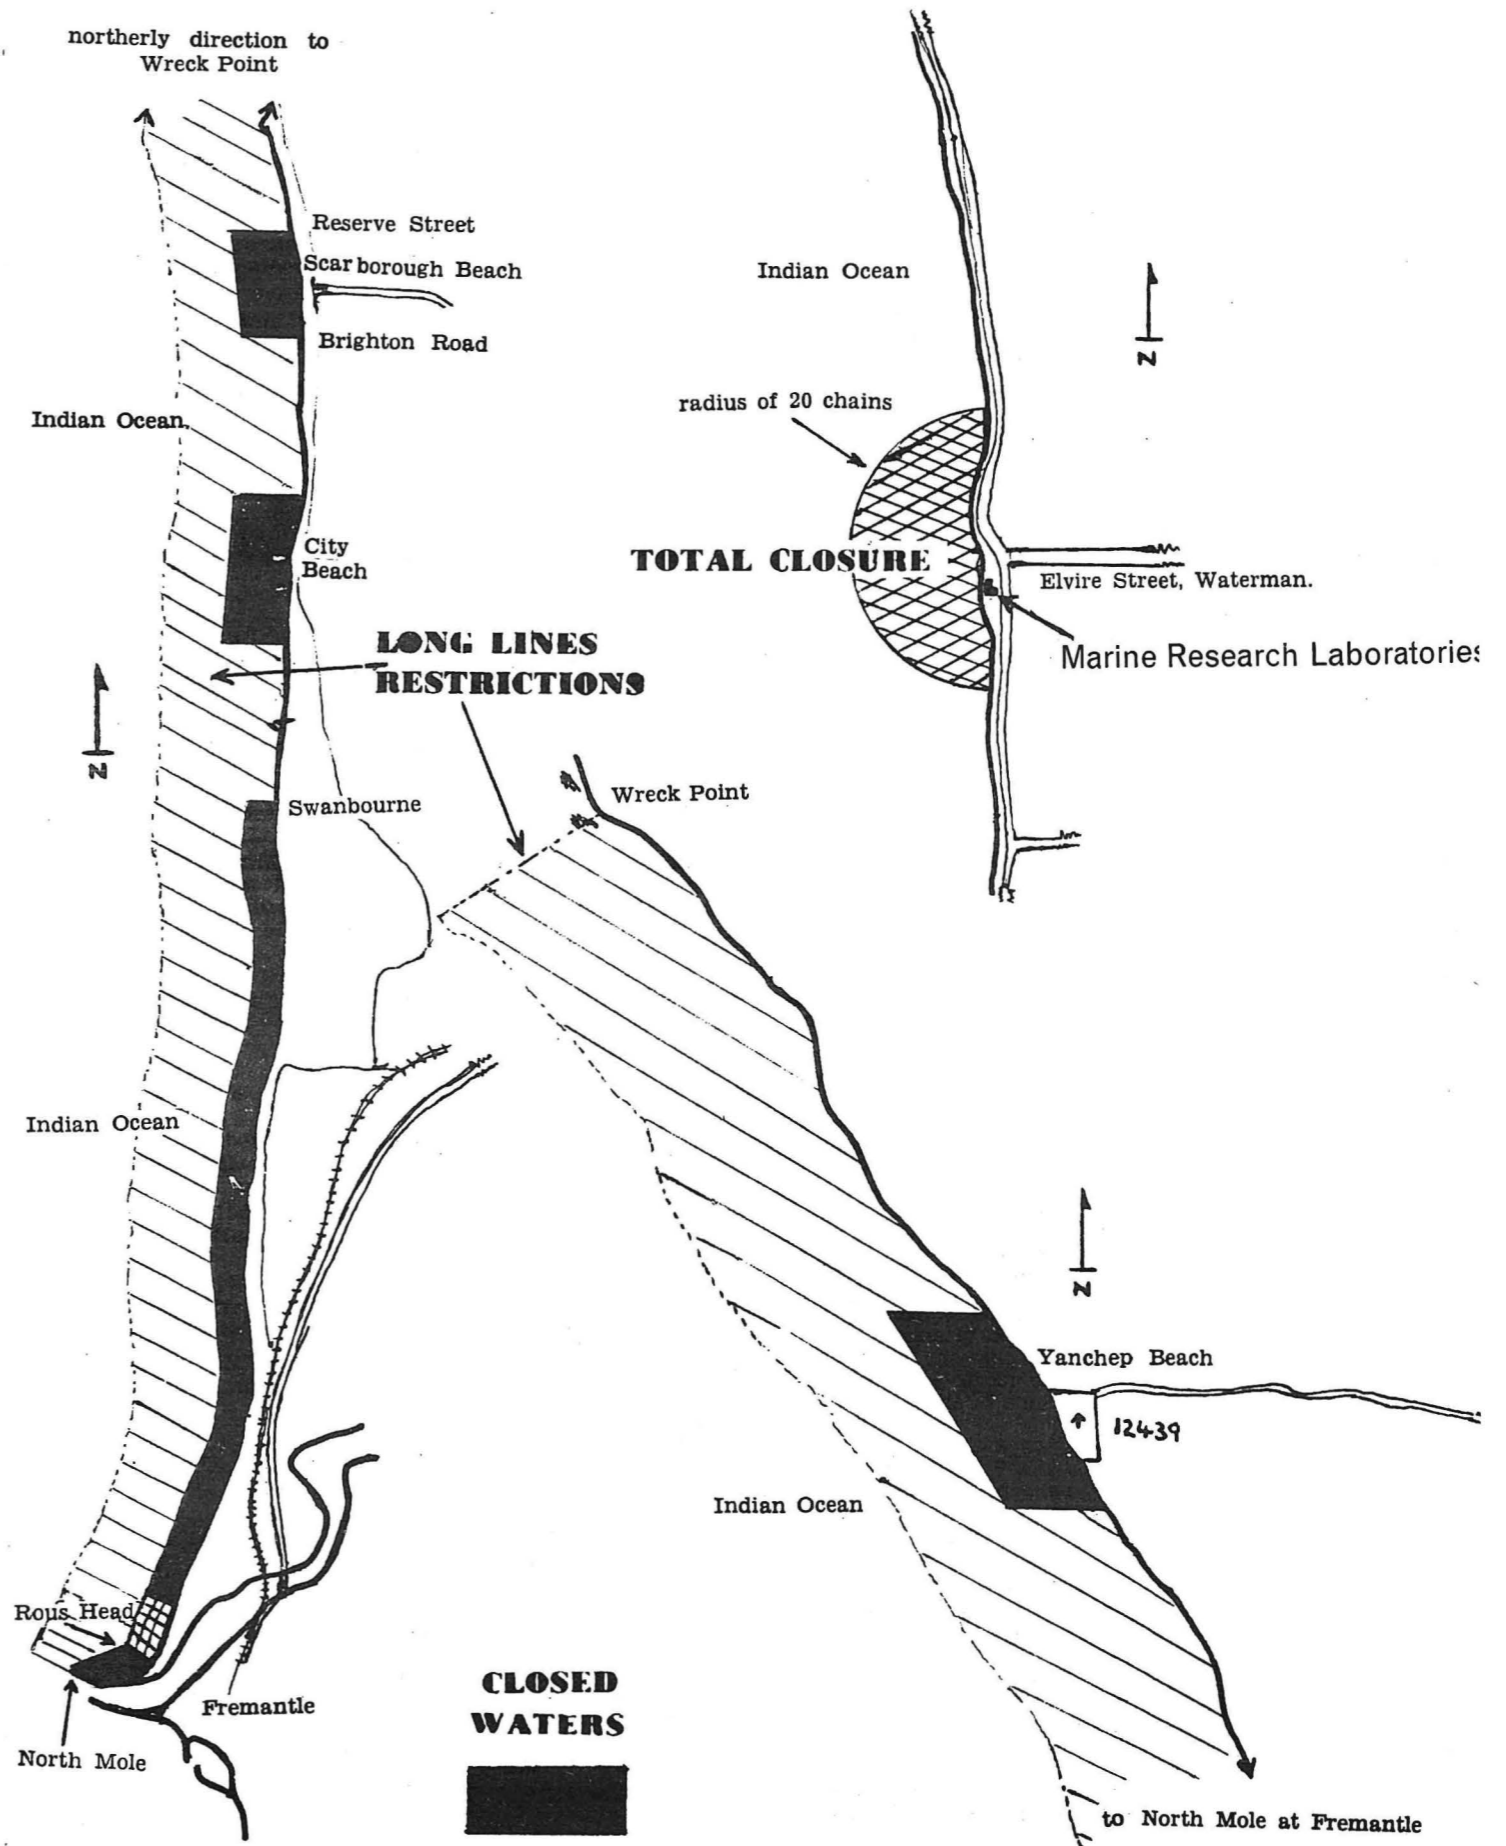 northerly direction to
Wreck Point
Reserve Street
Scarborough Beach
Brighton Road
Indian Ocean
City
Beach
LONG LINES
RESTRICTIONS
N
Swanbourne
Indian Ocean
Rous Head
Fremantle
North Mole
CLOSED
WATERS
Indian Ocean
N
radius of 20 chains
TOTAL CLOSURE
Elvire Street, Waterman.
Marine Research Laboratories
Wreck Point
N
Yanchep Beach
12439
Indian Ocean
to North Mole at Fremantle